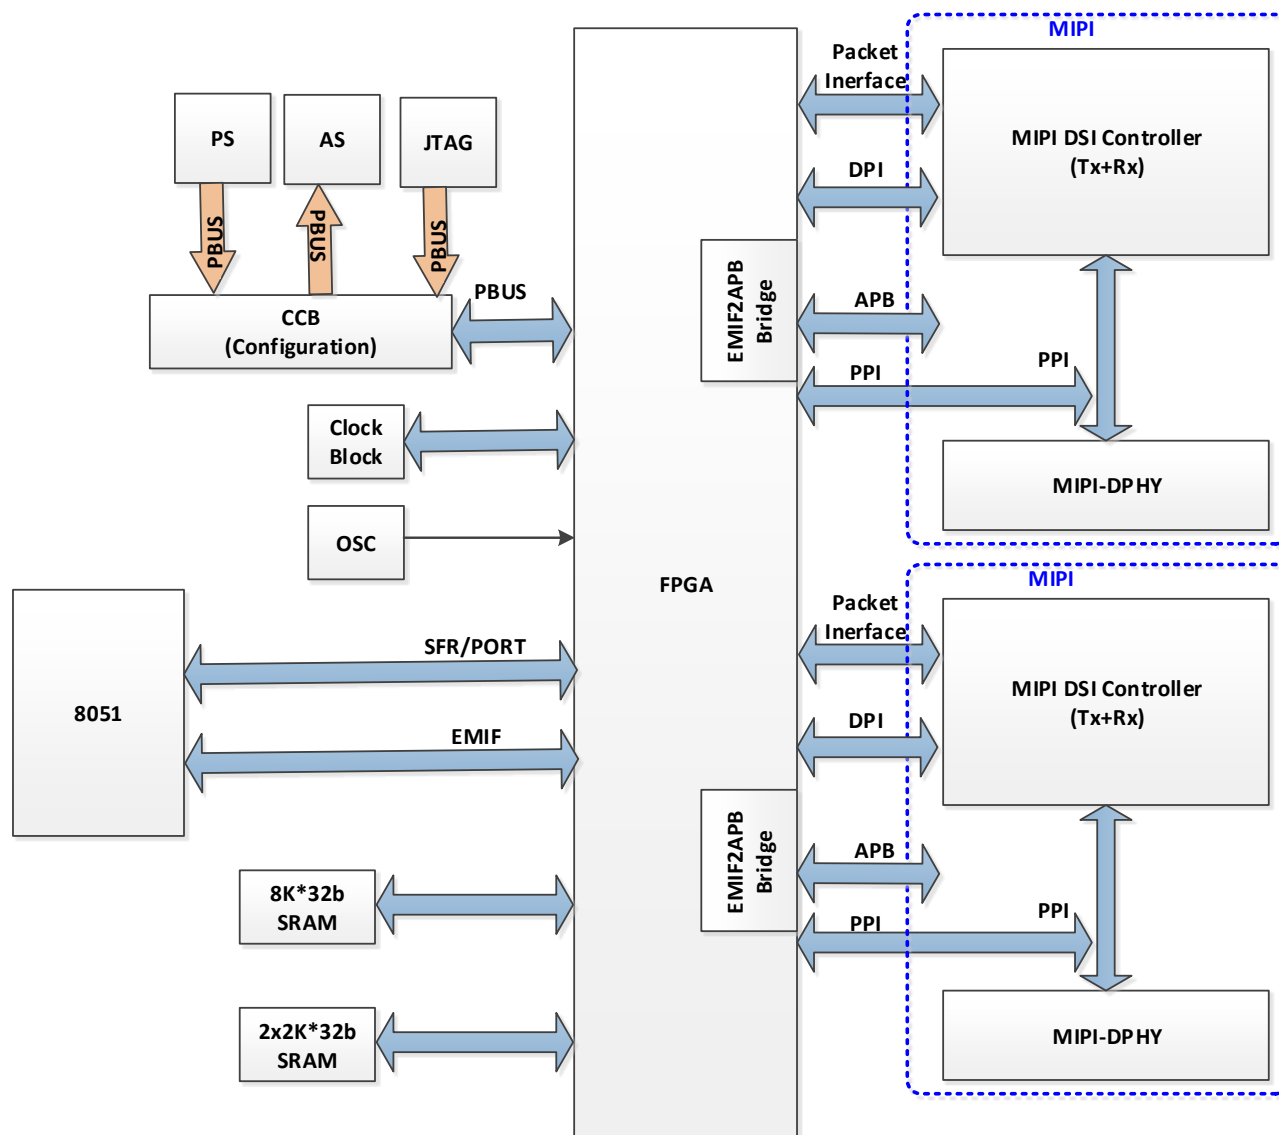 MIPI
Packet
Inerface
MIPI DSI Controller
(Tx+Rx)
PS
AS
JTAG
DPI
PBUS
PBUS
PBUS
EMIF2APB
Bridge
PBUS
APB
CCB
(Configuration)
PPI
PPI
Clock
Block
MIPI-DPHY
OSC
FPGA
MIPI
Packet
Inerface
SFR/PORT
MIPI DSI Controller
(Tx+Rx)
8051
EMIF
DPI
EMIF2APB
Bridge
APB
8K*32b
SRAM
PPI
PPI
2x2K*32b
SRAM
MIPI-DPHY